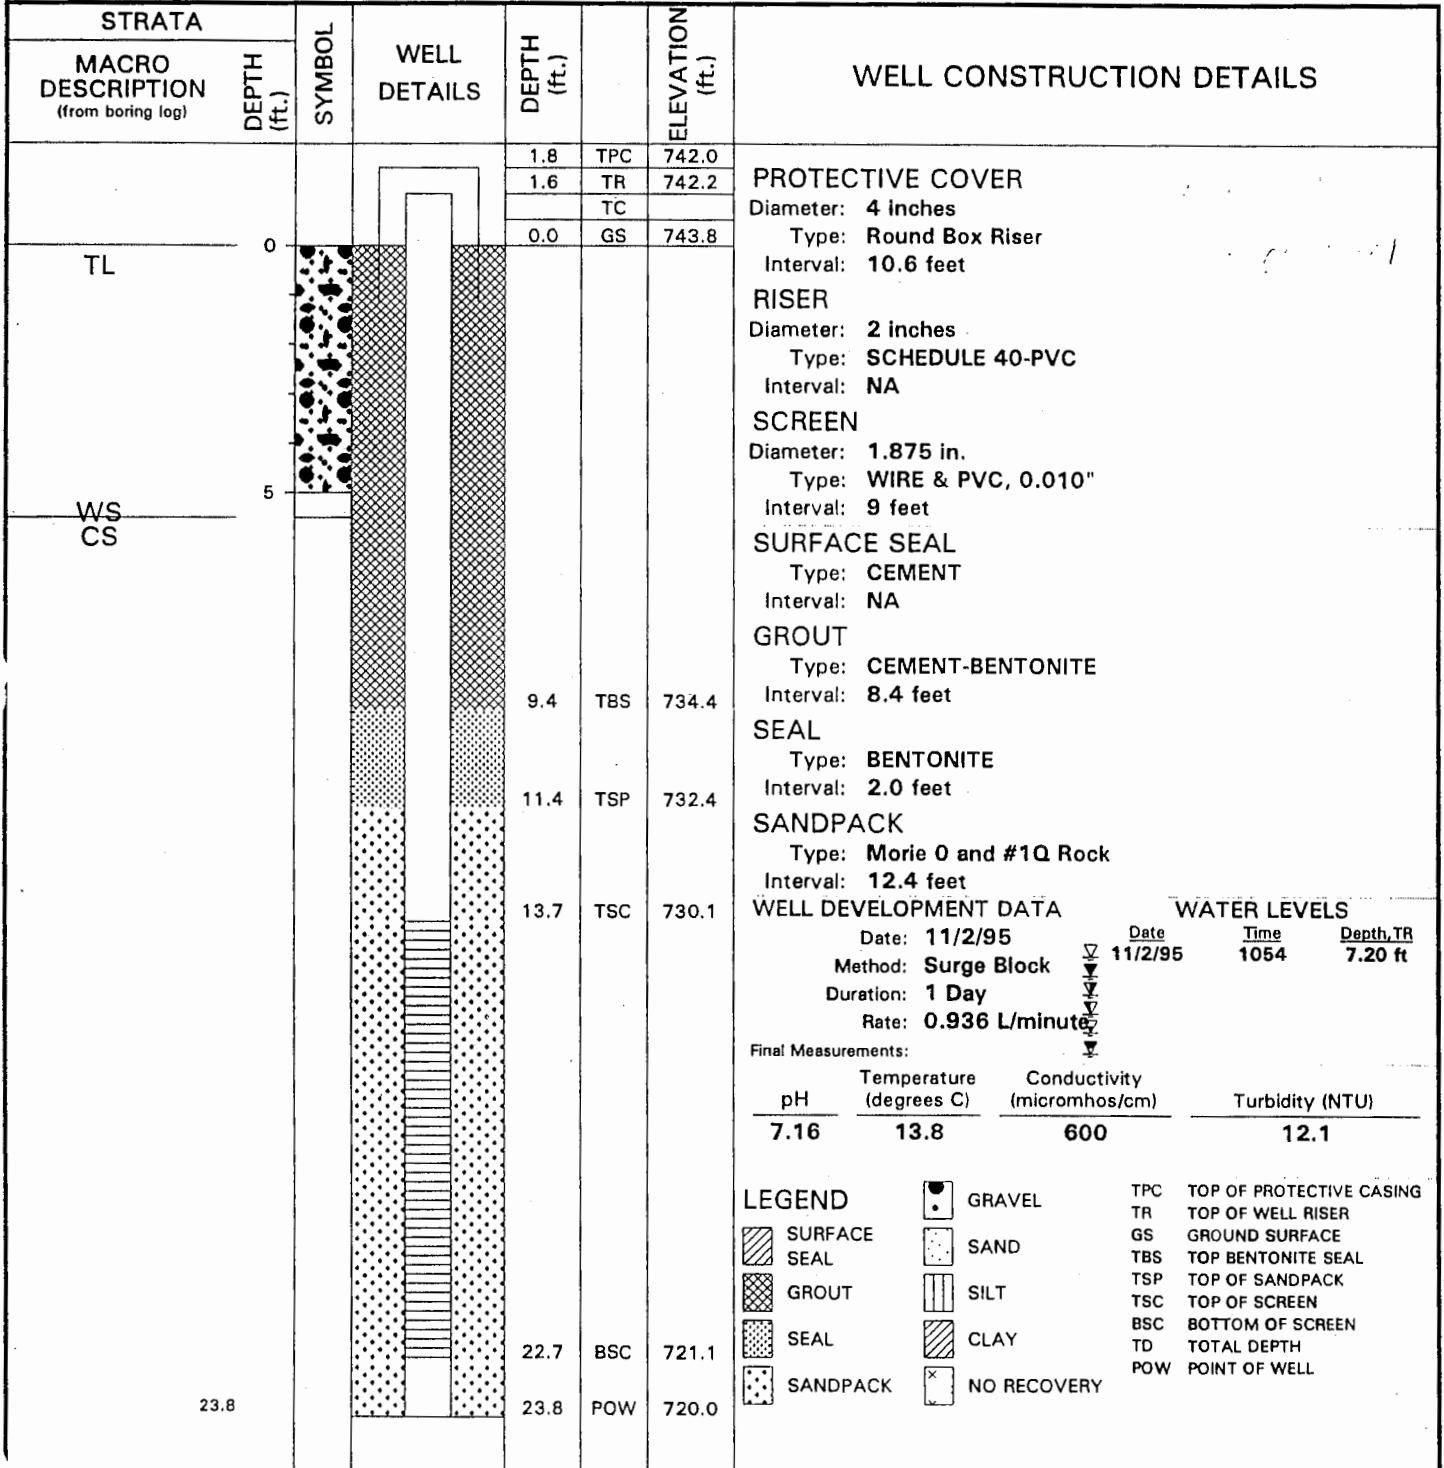 STRATA
MACRO
DESCRIPTION
(from boring log)
DEPTH
(ft.)
SYMBOL
WELL
DETAILS
DEPTH
(ft.)
ELEVATION
(ft.)
WELL CONSTRUCTION DETAILS
1.8 TPC 742.0
1.6 TR 742.2
TC
0.0 GS 743.8
0
TL
5
WS
CS
9.4 TBS 734.4
11.4 TSP 732.4
13.7 TSC 730.1
22.7 BSC 721.1
23.8
23.8 POW 720.0
PROTECTIVE COVER
Diameter: 4 inches
Type: Round Box Riser
Interval: 10.6 feet
RISER
Diameter: 2 inches
Type: SCHEDULE 40-PVC
Interval: NA
SCREEN
Diameter: 1.875 in.
Type: WIRE & PVC, 0.010"
Interval: 9 feet
SURFACE SEAL
Type: CEMENT
Interval: NA
GROUT
Type: CEMENT-BENTONITE
Interval: 8.4 feet
SEAL
Type: BENTONITE
Interval: 2.0 feet
SANDPACK
Type: Morie 0 and #1Q Rock
Interval: 12.4 feet
WELL DEVELOPMENT DATA
Date: 11/2/95
Method: Surge Block
Duration: 1 Day
Rate: 0.936 L/minute
WATER LEVELS
Date Time Depth,TR
11/2/95 1054 7.20 ft
Final Measurements:
pH
Temperature
(degrees C)
Conductivity
(micromhos/cm)
Turbidity (NTU)
7.16 13.8 600 12.1
LEGEND
SURFACE
SEAL
GROUT
SEAL
SANDPACK
GRAVEL
SAND
SILT
CLAY
NO RECOVERY
TPC TOP OF PROTECTIVE CASING
TR TOP OF WELL RISER
GS GROUND SURFACE
TBS TOP BENTONITE SEAL
TSP TOP OF SANDPACK
TSC TOP OF SCREEN
BSC BOTTOM OF SCREEN
TD TOTAL DEPTH
POW POINT OF WELL